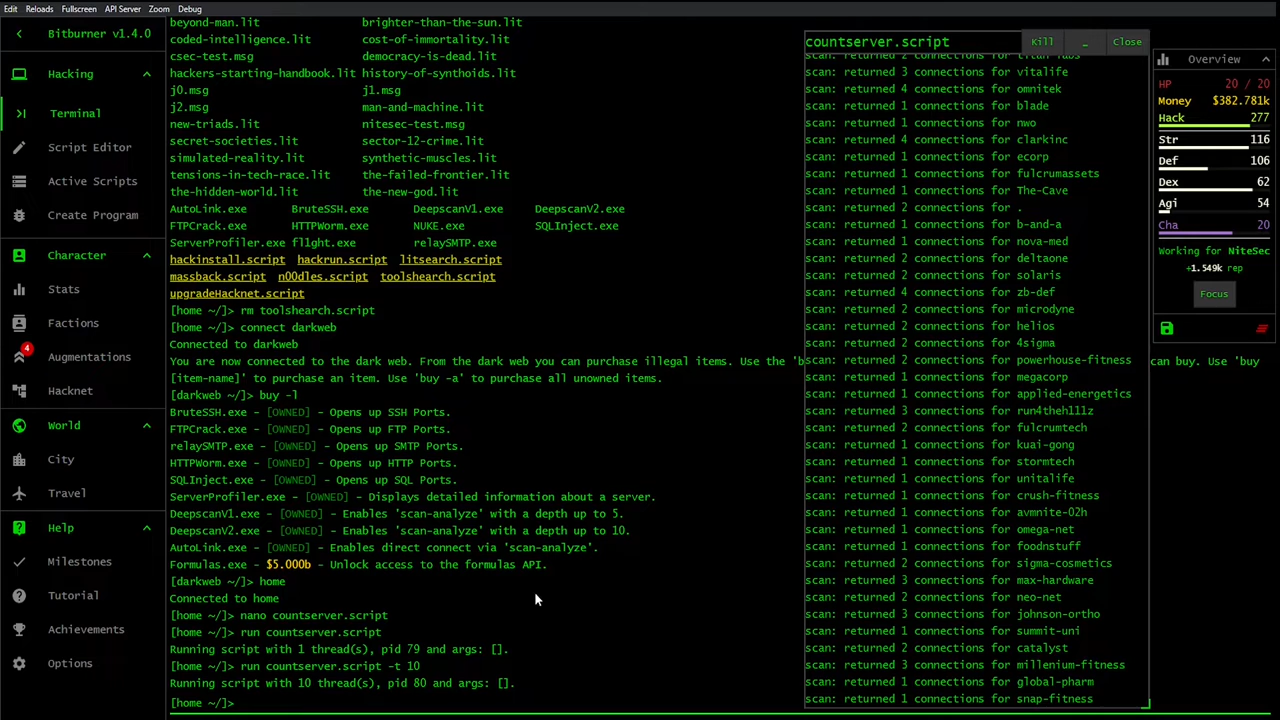 Edit Reloads Fullscreen API Server Zoom Debug
Bitburner v1.4.0
Hacking
Terminal
Script Editor
Active Scripts
Create Program
Character
Stats
Factions
4
Augmentations
Hacknet
World
City
Travel
Help
Milestones
Tutorial
Achievements
Options
beyond-man.lit brighter-than-the-sun.lit
coded-intelligence.lit cost-of-immortality.lit
csec-test.msg democracy-is-dead.lit
hackers-starting-handbook.lit history-of-synthoids.lit
j0.msg j1.msg
j2.msg man-and-machine.lit
new-triads.lit nitesec-test.msg
secret-societies.lit sector-12-crime.lit
simulated-reality.lit synthetic-muscles.lit
tensions-in-tech-race.lit the-failed-frontier.lit
the-hidden-world.lit the-new-god.lit
AutoLink.exe BruteSSH.exe DeepscanV1.exe DeepscanV2.exe
FTPCrack.exe HTTPWorm.exe NUKE.exe SQLInject.exe
ServerProfiler.exe fl1ght.exe relaySMTP.exe
hackinstall.script hackrun.script litsearch.script
massback.script n00dles.script toolshearch.script
upgradeHacknet.script
[home ~/]> rm toolshearch.script
[home ~/]> connect darkweb
Connected to darkweb
You are now connected to the dark web. From the dark web you can purchase illegal items. Use the 'b can buy. Use 'buy
[item-name]' to purchase an item. Use 'buy -a' to purchase all unowned items.
[darkweb ~/]> buy -l
BruteSSH.exe - [OWNED] - Opens up SSH Ports.
FTPCrack.exe - [OWNED] - Opens up FTP Ports.
relaySMTP.exe - [OWNED] - Opens up SMTP Ports.
HTTPWorm.exe - [OWNED] - Opens up HTTP Ports.
SQLInject.exe - [OWNED] - Opens up SQL Ports.
ServerProfiler.exe - [OWNED] - Displays detailed information about a server.
DeepscanV1.exe - [OWNED] - Enables 'scan-analyze' with a depth up to 5.
DeepscanV2.exe - [OWNED] - Enables 'scan-analyze' with a depth up to 10.
AutoLink.exe - [OWNED] - Enables direct connect via 'scan-analyze'.
Formulas.exe - $5.000b - Unlock access to the formulas API.
[darkweb ~/]> home
Connected to home
[home ~/]> nano countserver.script
[home ~/]> run countserver.script
Running script with 1 thread(s), pid 79 and args: [].
[home ~/]> run countserver.script -t 10
Running script with 10 thread(s), pid 80 and args: [].
[home ~/]>
countserver.script Kill _ Close
scan: returned 2 connections for titan-labs
scan: returned 3 connections for vitalife
scan: returned 4 connections for omnitek
scan: returned 1 connections for blade
scan: returned 1 connections for nwo
scan: returned 4 connections for clarkinc
scan: returned 1 connections for ecorp
scan: returned 1 connections for fulcrumassets
scan: returned 1 connections for The-Cave
scan: returned 2 connections for .
scan: returned 1 connections for b-and-a
scan: returned 1 connections for nova-med
scan: returned 2 connections for deltaone
scan: returned 2 connections for solaris
scan: returned 4 connections for zb-def
scan: returned 2 connections for microdyne
scan: returned 2 connections for helios
scan: returned 2 connections for 4sigma
scan: returned 2 connections for powerhouse-fitness
scan: returned 1 connections for megacorp
scan: returned 1 connections for applied-energetics
scan: returned 3 connections for run4theh111z
scan: returned 2 connections for fulcrumtech
scan: returned 1 connections for kuai-gong
scan: returned 1 connections for stormtech
scan: returned 1 connections for unitalife
scan: returned 1 connections for crush-fitness
scan: returned 1 connections for avmnite-02h
scan: returned 1 connections for omega-net
scan: returned 1 connections for foodnstuff
scan: returned 2 connections for sigma-cosmetics
scan: returned 3 connections for max-hardware
scan: returned 2 connections for neo-net
scan: returned 3 connections for johnson-ortho
scan: returned 1 connections for summit-uni
scan: returned 2 connections for catalyst
scan: returned 3 connections for millenium-fitness
scan: returned 1 connections for global-pharm
scan: returned 1 connections for snap-fitness
Overview
HP 20 / 20
Money $382.781k
Hack 277
Str 116
Def 106
Dex 62
Agi 54
Cha 20
Working for NiteSec
+1.549k rep
Focus